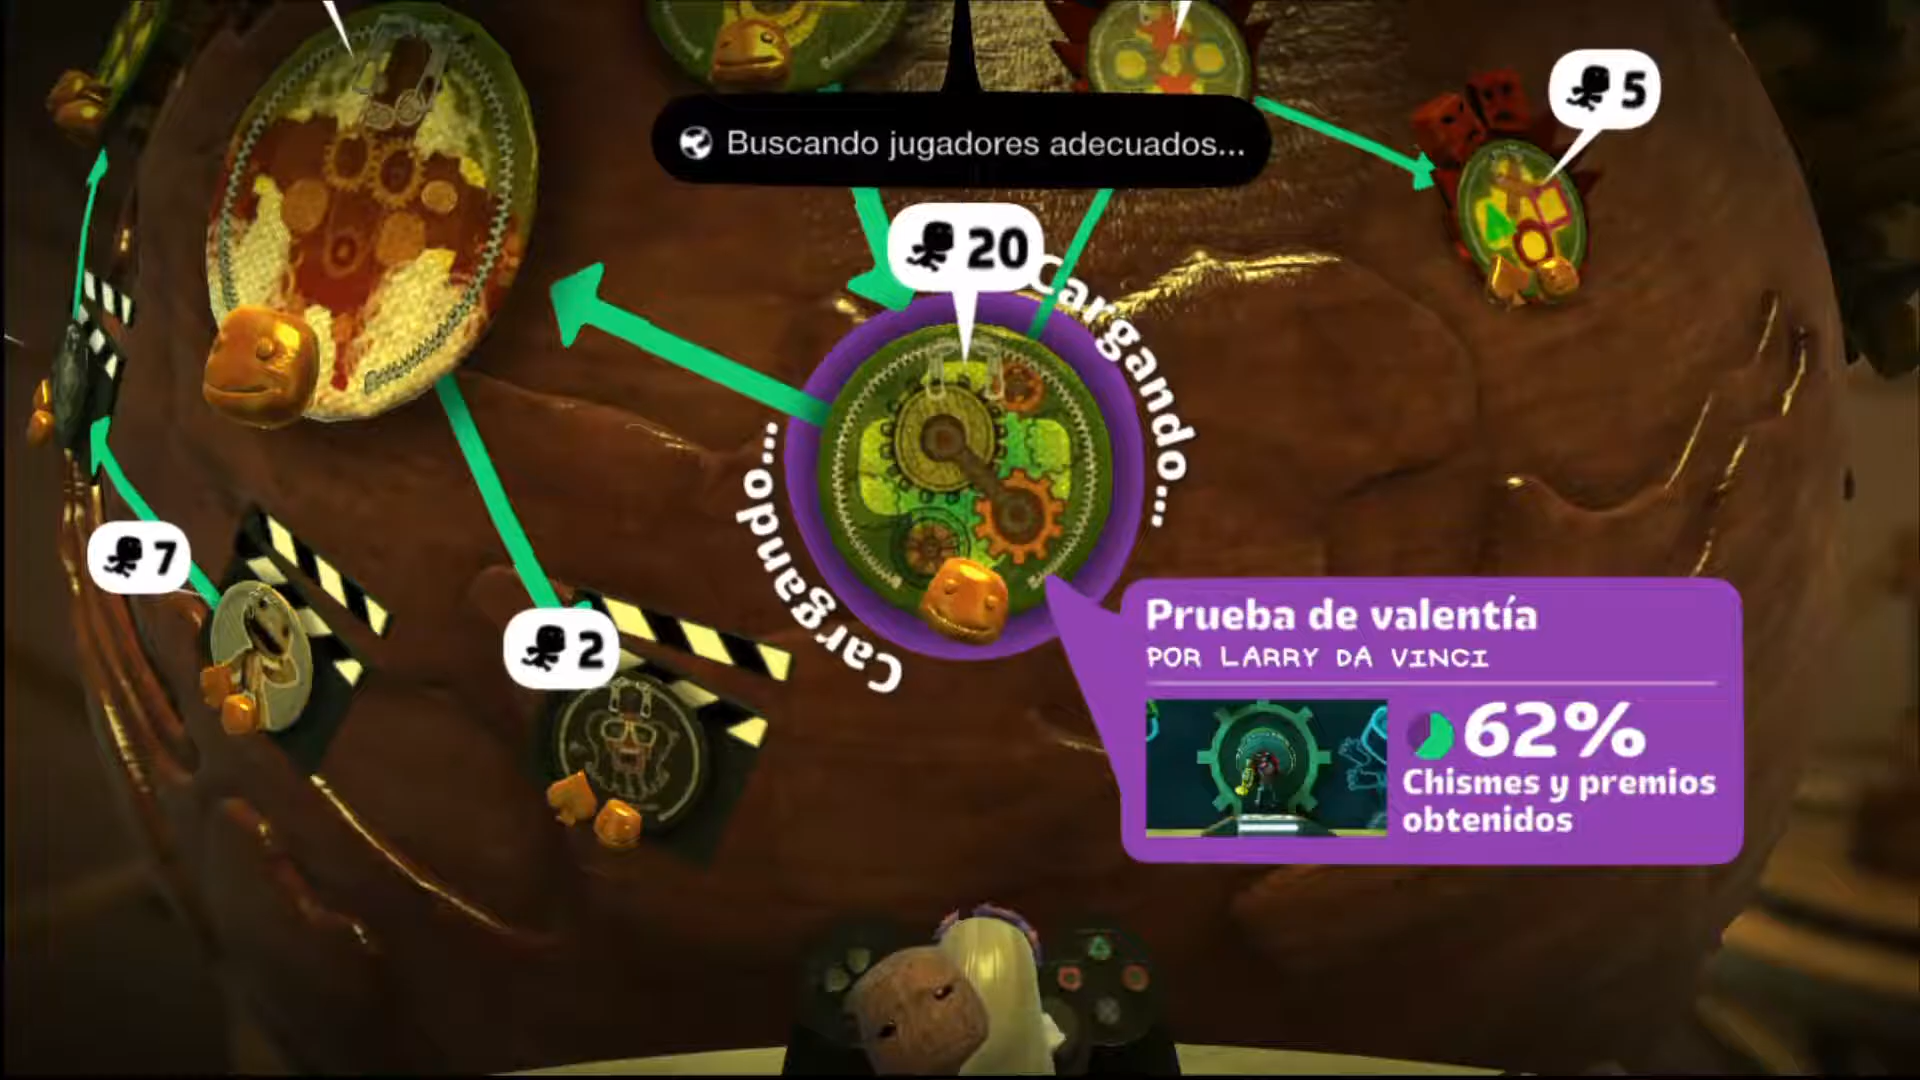 5
Buscando jugadores adecuados...
20
Cargando...
Cargando...
7
2
Prueba de valentía
POR LARRY DA VINCI
62%
Chismes y premios
obtenidos